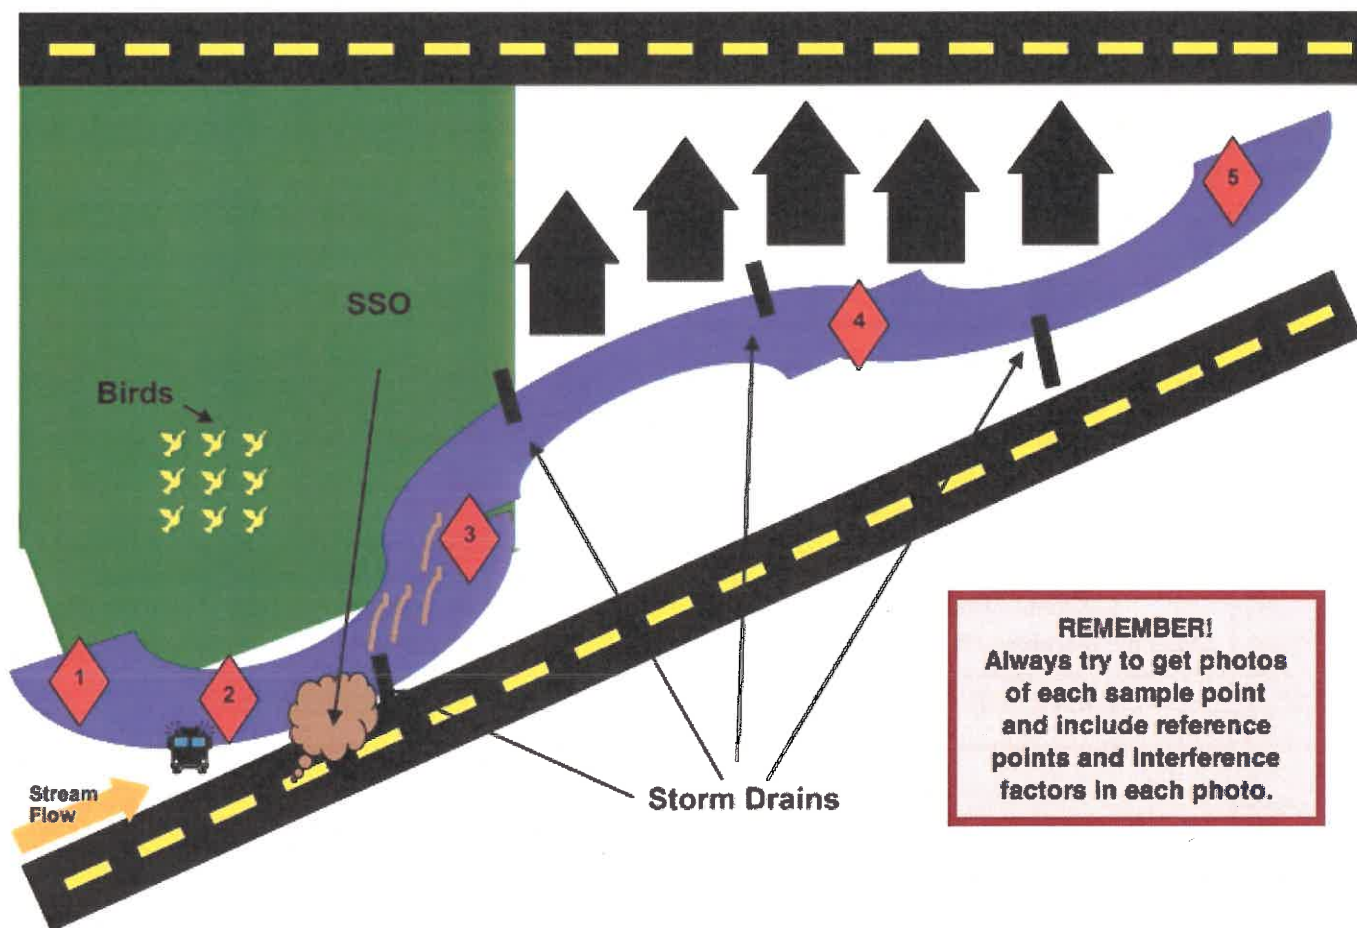 SSO
Birds
5
4
3
1
2
Stream
Flow
Storm Drains
REMEMBER!
Always try to get photos
of each sample point
and include reference
points and interference
factors in each photo.